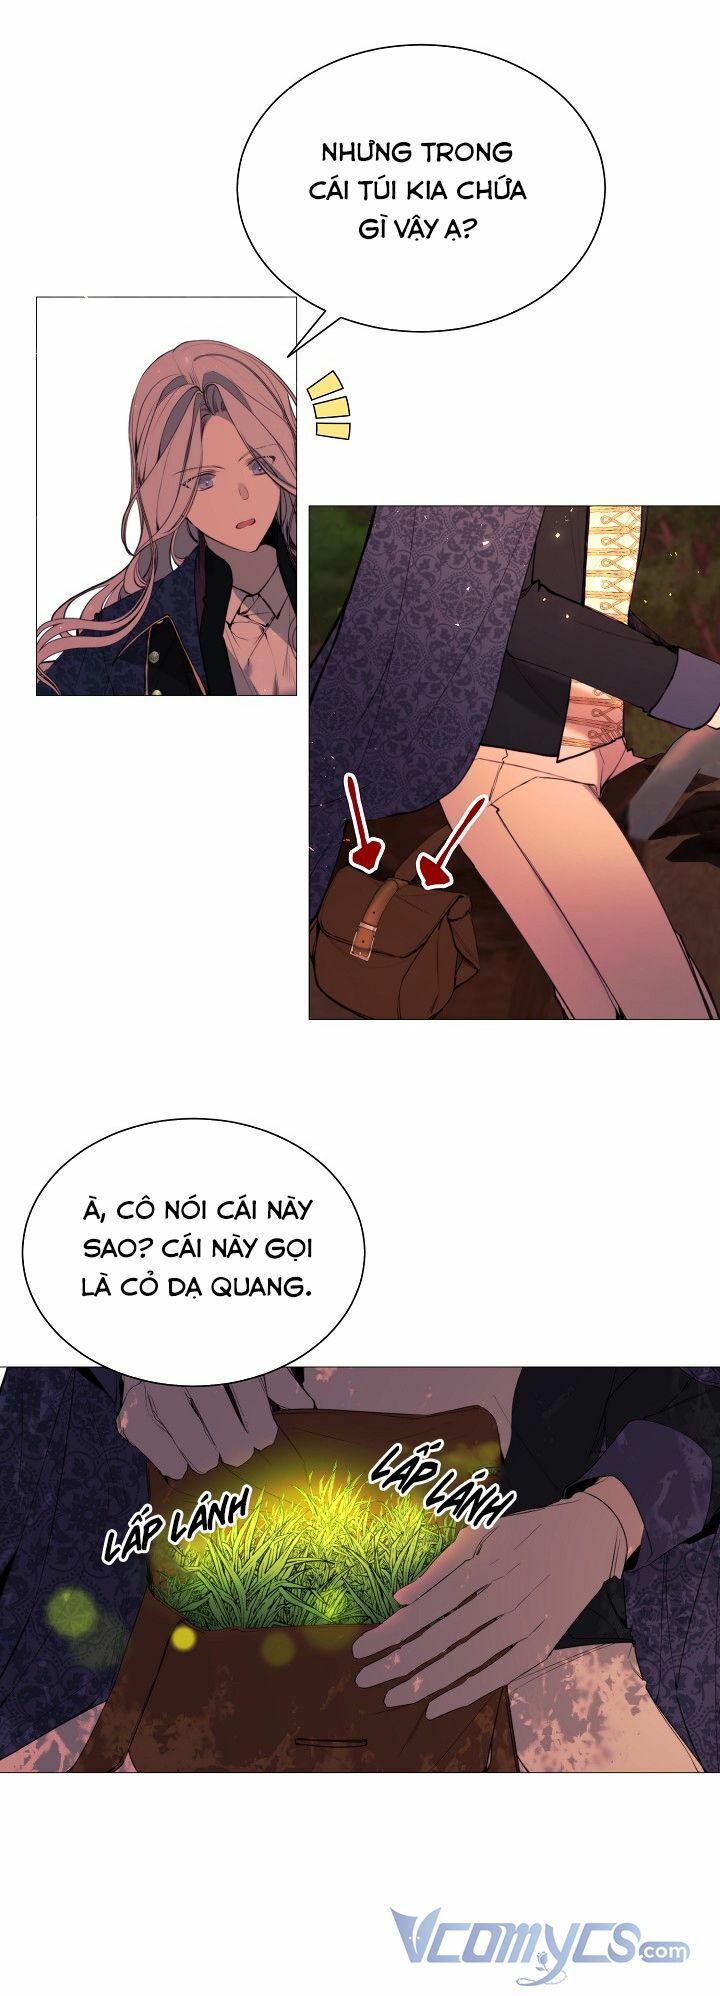 NHƯNG TRONG
CÁI TÚI KIA CHỨA
GÌ VẬY Ạ?
À, CÔ NÓI CÁI NÀY
SAO? CÁI NÀY GỌI
LÀ CỎ DẠ QUANG.
LẤP LÁNH
LẤP LÁNH
VCOMYCS.com